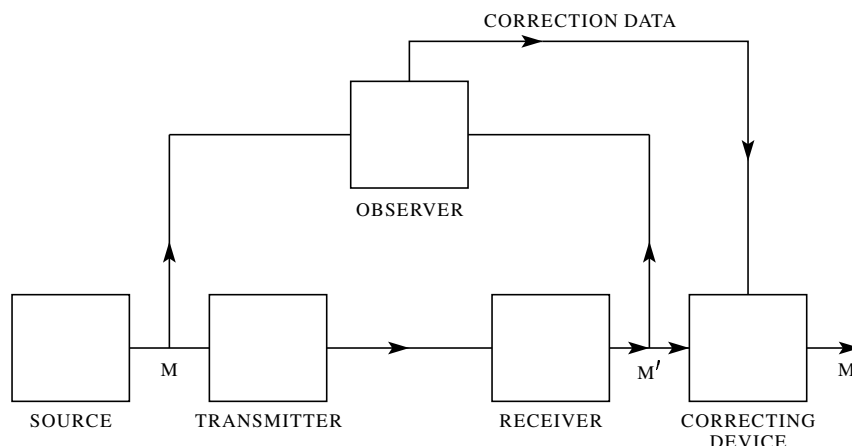 CORRECTION DATA
OBSERVER
M
M′
M
SOURCE
TRANSMITTER
RECEIVER
CORRECTING
DEVICE